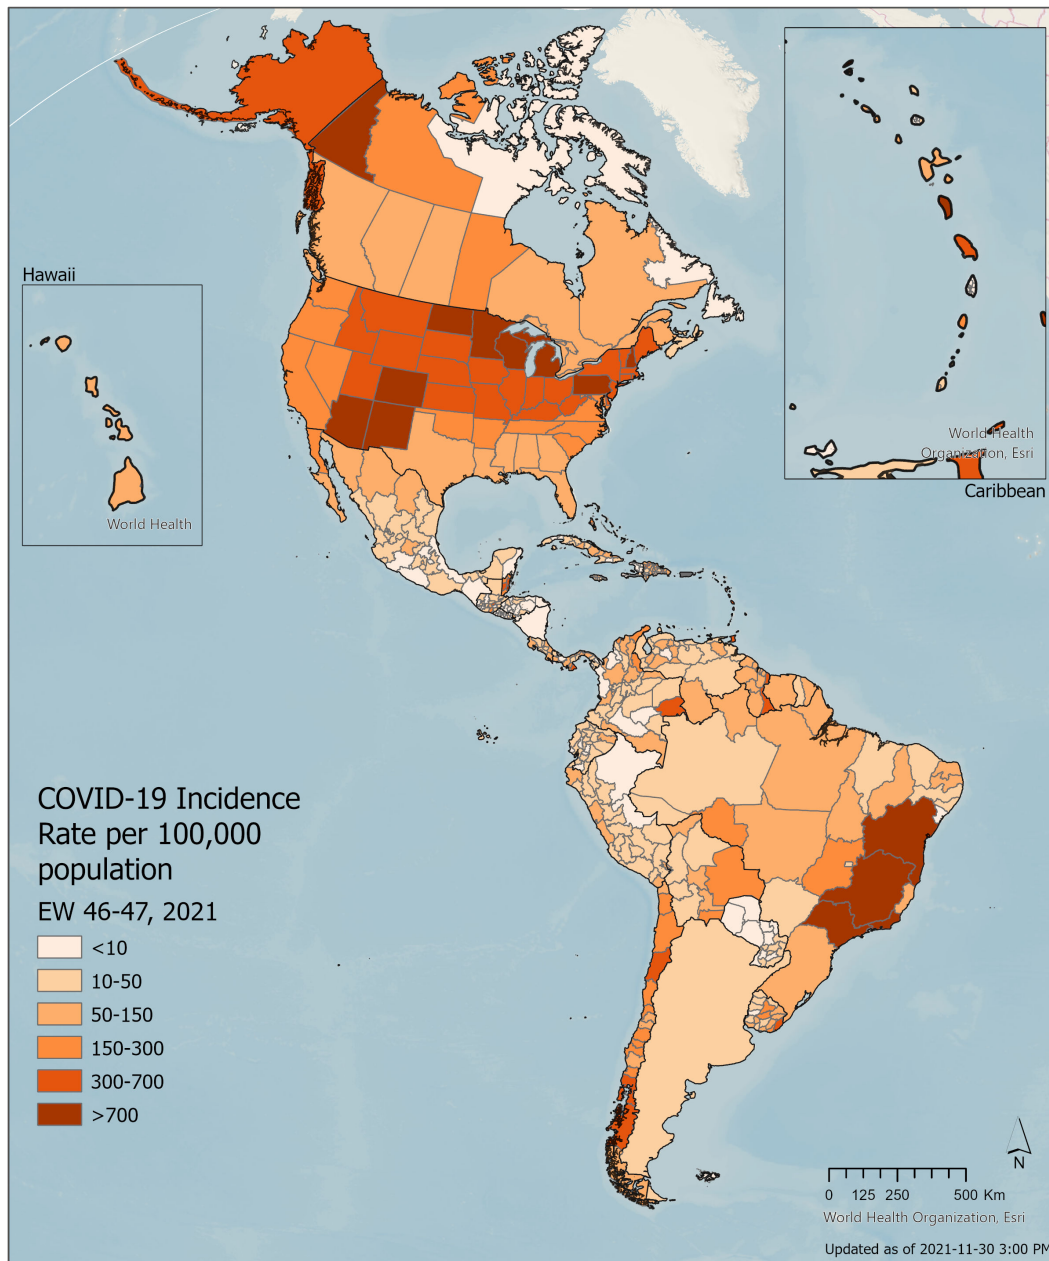 Hawaii
World Health
World Health
Organization, Esri
Caribbean
COVID-19 Incidence
Rate per 100,000
population
EW 46-47, 2021
<10
10-50
50-150
150-300
300-700
>700
N
0 125 250 500 Km
World Health Organization, Esri
Updated as of 2021-11-30 3:00 PM